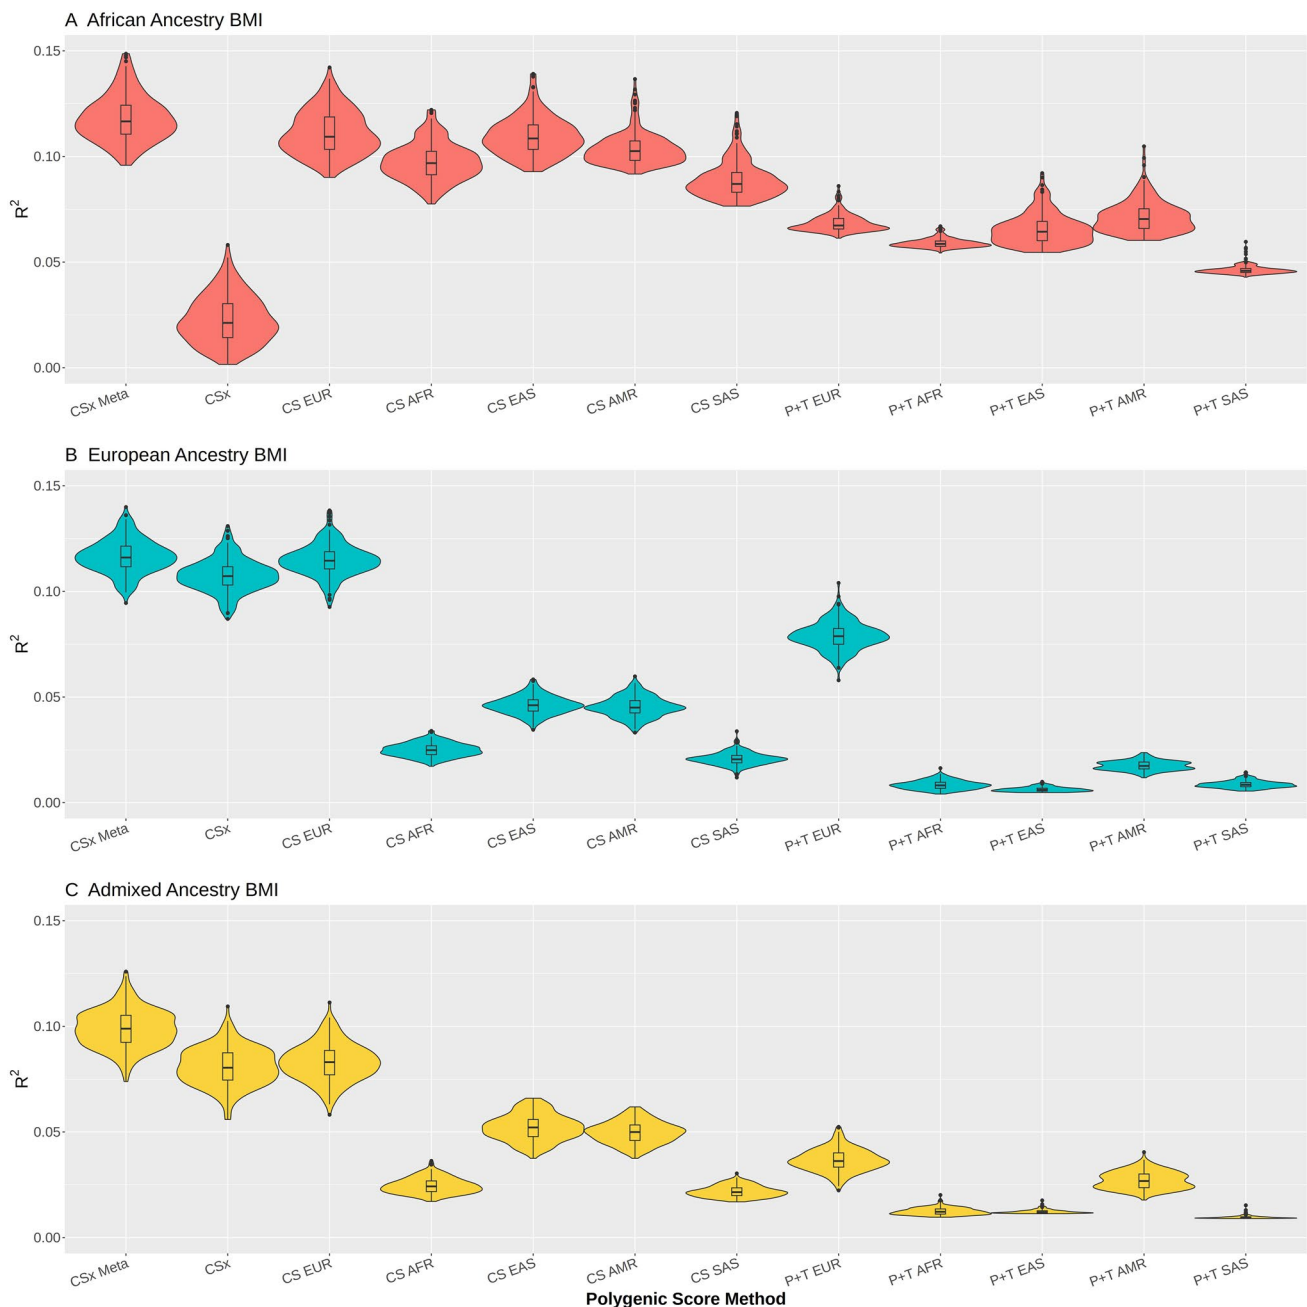 A African Ancestry BMI
0.15
0.10
0.05
0.00
R²
CSx Meta CSx CS EUR CS AFR CS EAS CS AMR CS SAS P+T EUR P+T AFR P+T EAS P+T AMR P+T SAS
B European Ancestry BMI
0.15
0.10
0.05
0.00
R²
CSx Meta CSx CS EUR CS AFR CS EAS CS AMR CS SAS P+T EUR P+T AFR P+T EAS P+T AMR P+T SAS
C Admixed Ancestry BMI
0.15
0.10
0.05
0.00
R²
CSx Meta CSx CS EUR CS AFR CS EAS CS AMR CS SAS P+T EUR P+T AFR P+T EAS P+T AMR P+T SAS
Polygenic Score Method